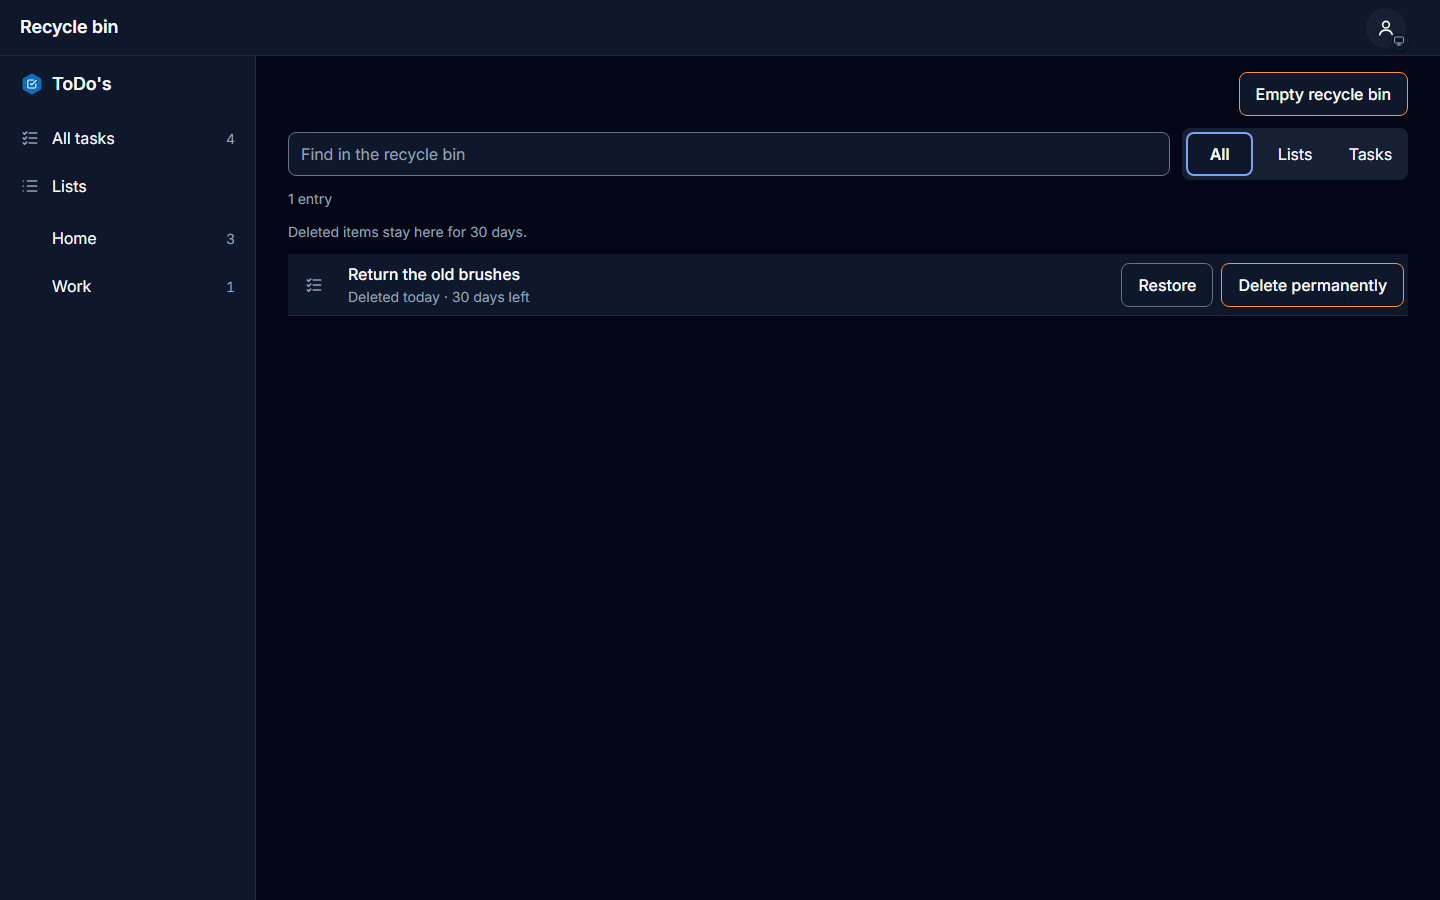 Recycle bin
ToDo's
All tasks 4
Lists
Home 3
Work 1
Empty recycle bin
Find in the recycle bin
All Lists Tasks
1 entry
Deleted items stay here for 30 days.
Return the old brushes
Deleted today · 30 days left
Restore Delete permanently